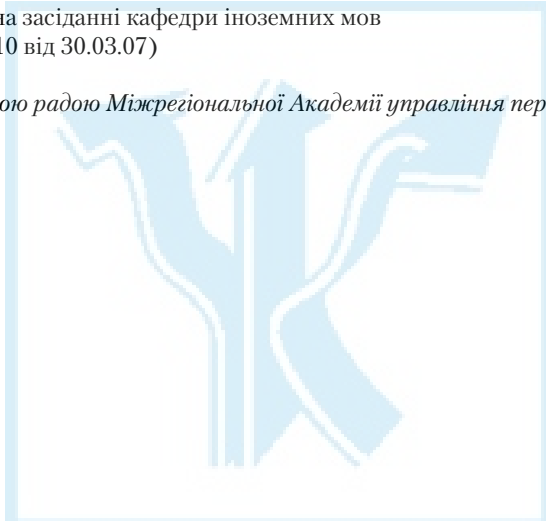 на засіданні кафедри іноземних мов
10 від 30.03.07)
ою радою Міжрегіональної Академії управління пер